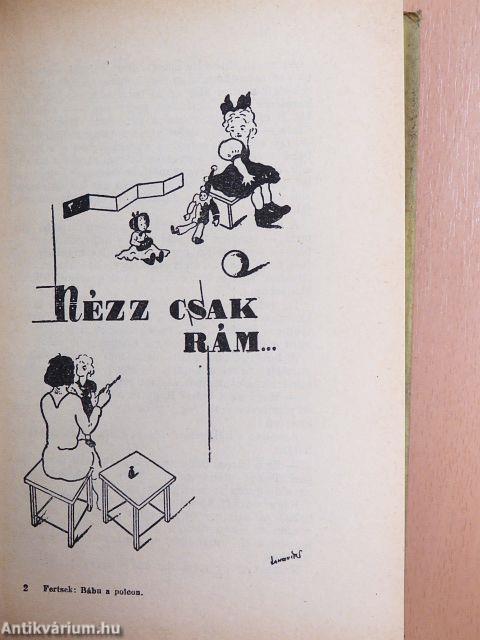 NÉZZ CSAK
RÁM...
2 Fertsek: Bábu a polcon.
Antikvárium.hu